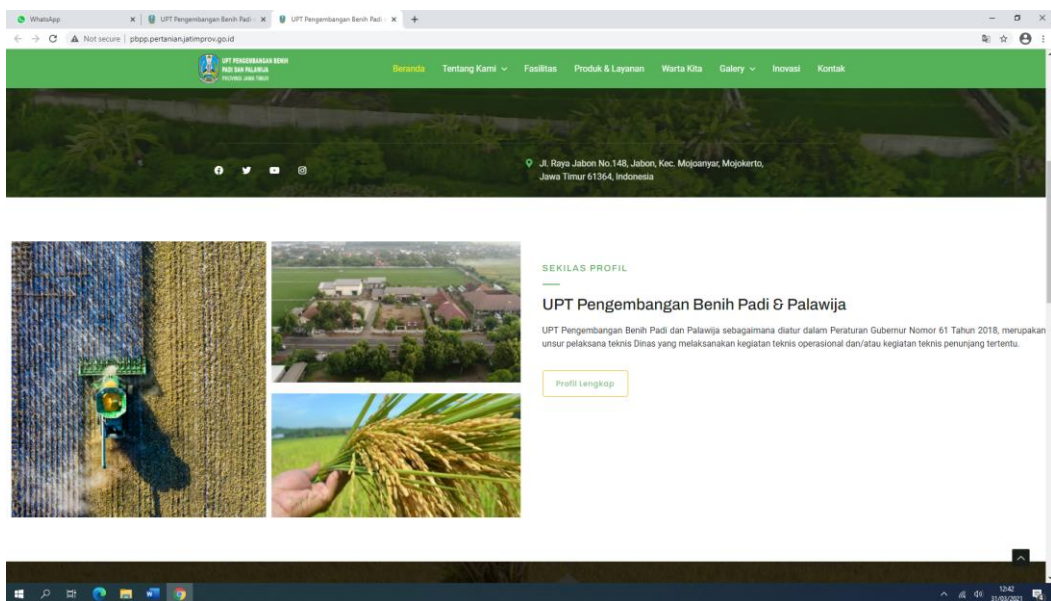 WhatsApp
UPT Pengembangan Benih Padi
UPT Pengembangan Benih Padi
Not secure | pbpp.pertanian.jatimprov.go.id
UPT PENGEMBANGAN BENIH
PADI DAN PALAWIJA
PROVINSI JAWA TIMUR
Beranda Tentang Kami Fasilitas Produk & Layanan Warta Kita Galery Inovasi Kontak
Jl. Raya Jabon No.148, Jabon, Kec. Mojoanyar, Mojokerto,
Jawa Timur 61364, Indonesia
SEKILAS PROFIL
UPT Pengembangan Benih Padi & Palawija
UPT Pengembangan Benih Padi dan Palawija sebagaimana diatur dalam Peraturan Gubernur Nomor 61 Tahun 2018, merupakan
unsur pelaksana teknis Dinas yang melaksanakan kegiatan teknis operasional dan/atau kegiatan teknis penunjang tertentu.
Profil Lengkap
12:42
31/03/2021